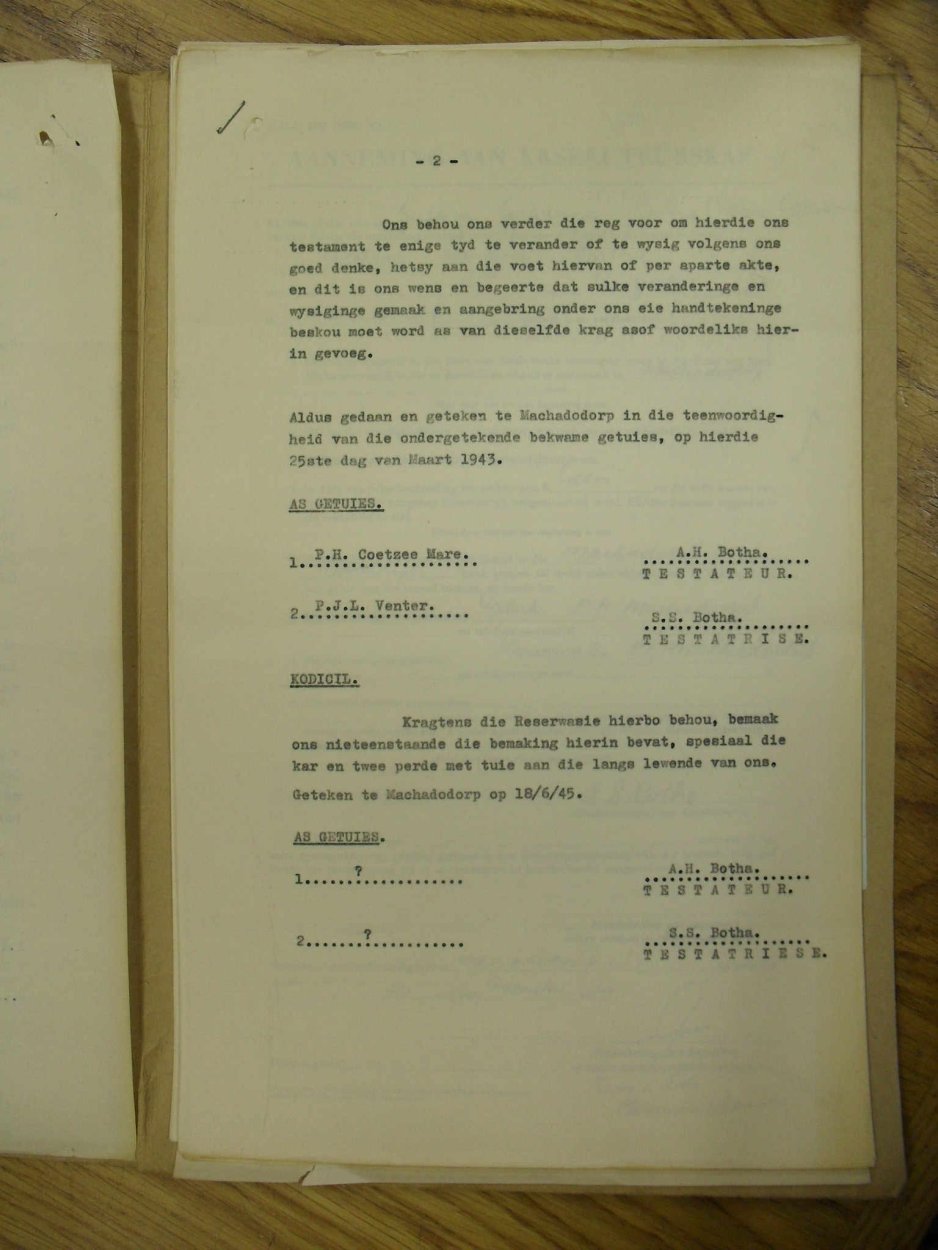 - 2 -
Ons behou ons verder die reg voor om hierdie ons
testament te enige tyd te verander of te wysig volgens ons
goed denke, hetsy aan die voet hiervan of per aparte akte,
en dit is ons wens en begeerte dat sulke veranderinge en
wysiginge gemaak en aangebring onder ons eie handtekeninge
beskou moet word as van dieselfde krag asof woordeliks hier-
in gevoeg.
Aldus gedaan en geteken te Machadodorp in die teenwoordig-
heid van die ondergetekende bekwame getuies, op hierdie
25ste dag van Maart 1943.
AS GETUIES.
1. P.H. Coetzee Mare.
A.H. Botha.
TESTATEUR.
2. P.J.L. Venter.
S.S. Botha.
TESTATRISE.
KODICIL.
Kragtens die Reserwasie hierbo behou, bemaak
ons nieteenstaande die bemaking hierin bevat, spesiaal die
kar en twee perde met tuie aan die langs lewende van ons.
Geteken te Machadodorp op 18/6/45.
AS GETUIES.
1......?...................
A.H. Botha.
TESTATEUR.
2.......?..................
S.S. Botha.
TESTATRIESE.